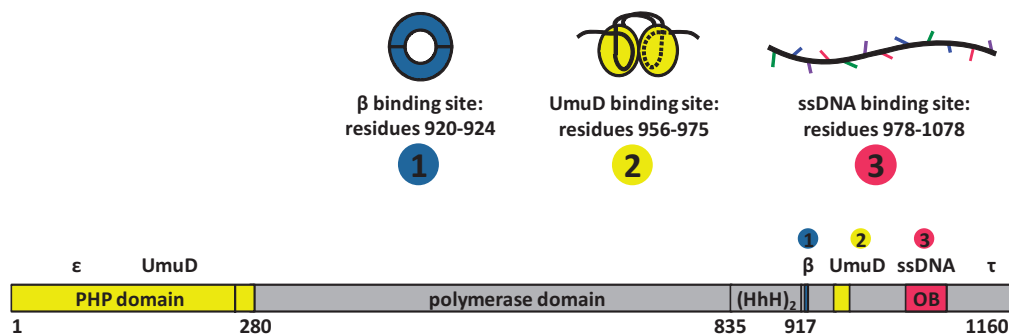 β binding site:
residues 920-924
1
UmuD binding site:
residues 956-975
2
ssDNA binding site:
residues 978-1078
3
1 2 3
ε UmuD β UmuD ssDNA τ
PHP domain polymerase domain (HhH)₂ OB
1 280 835 917 1160